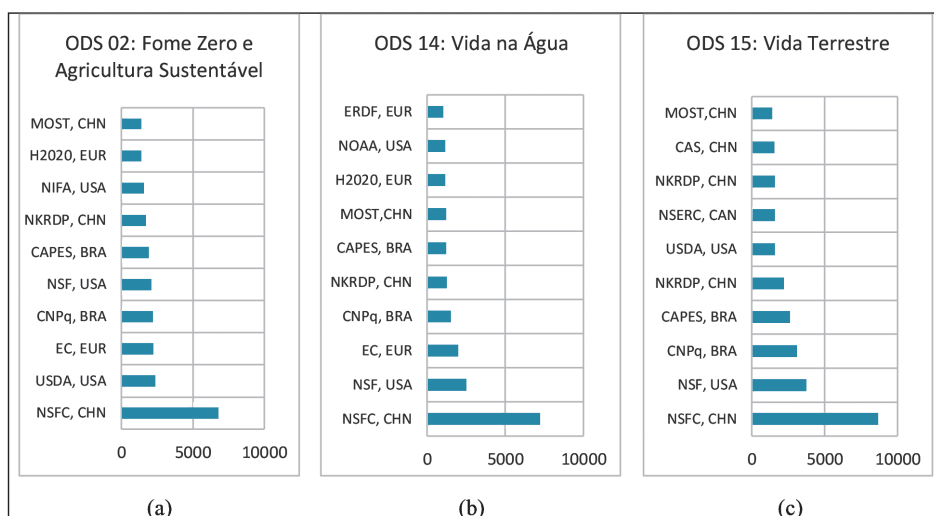 ODS 02: Fome Zero e
Agricultura Sustentável
MOST, CHN
H2020, EUR
NIFA, USA
NKRDP, CHN
CAPES, BRA
NSF, USA
CNPq, BRA
EC, EUR
USDA, USA
NSFC, CHN
0 5000 10000
(a)
ODS 14: Vida na Água
ERDF, EUR
NOAA, USA
H2020, EUR
MOST,CHN
CAPES, BRA
NKRDP, CHN
CNPq, BRA
EC, EUR
NSF, USA
NSFC, CHN
0 5000 10000
(b)
ODS 15: Vida Terrestre
MOST,CHN
CAS, CHN
NKRDP, CHN
NSERC, CAN
USDA, USA
NKRDP, CHN
CAPES, BRA
CNPq, BRA
NSF, USA
NSFC, CHN
0 5000 10000
(c)